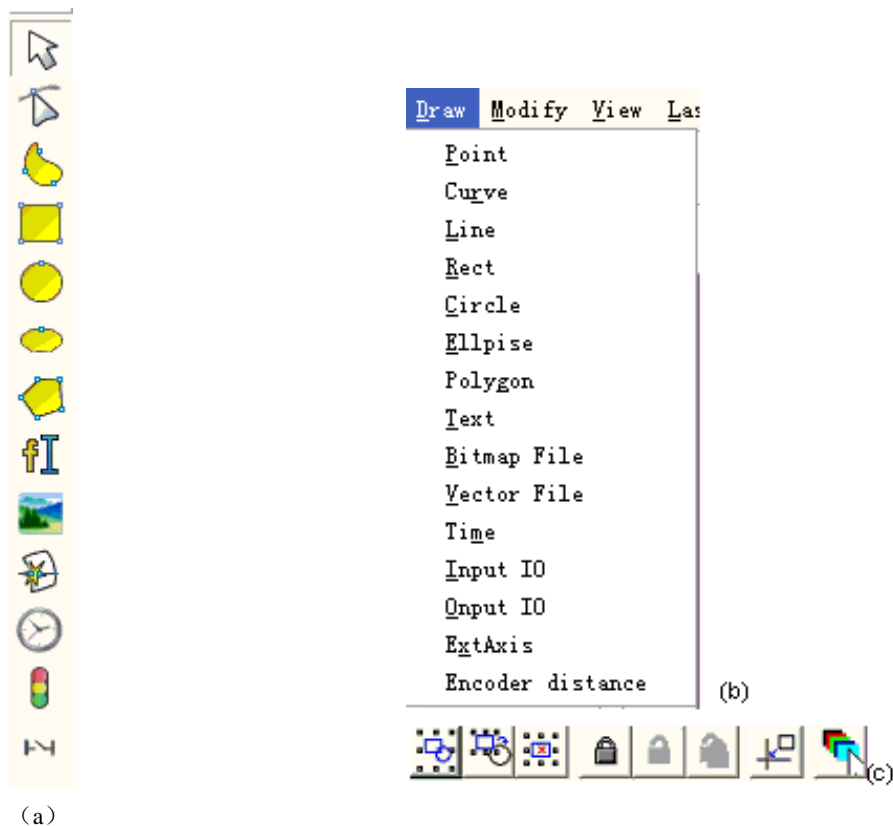 Draw Modify View Las
Point
Curve
Line
Rect
Circle
Ellpise
Polygon
Text
Bitmap File
Vector File
Time
Input IO
Onput IO
ExtAxis
Encoder distance
(b)
(c)
（a）